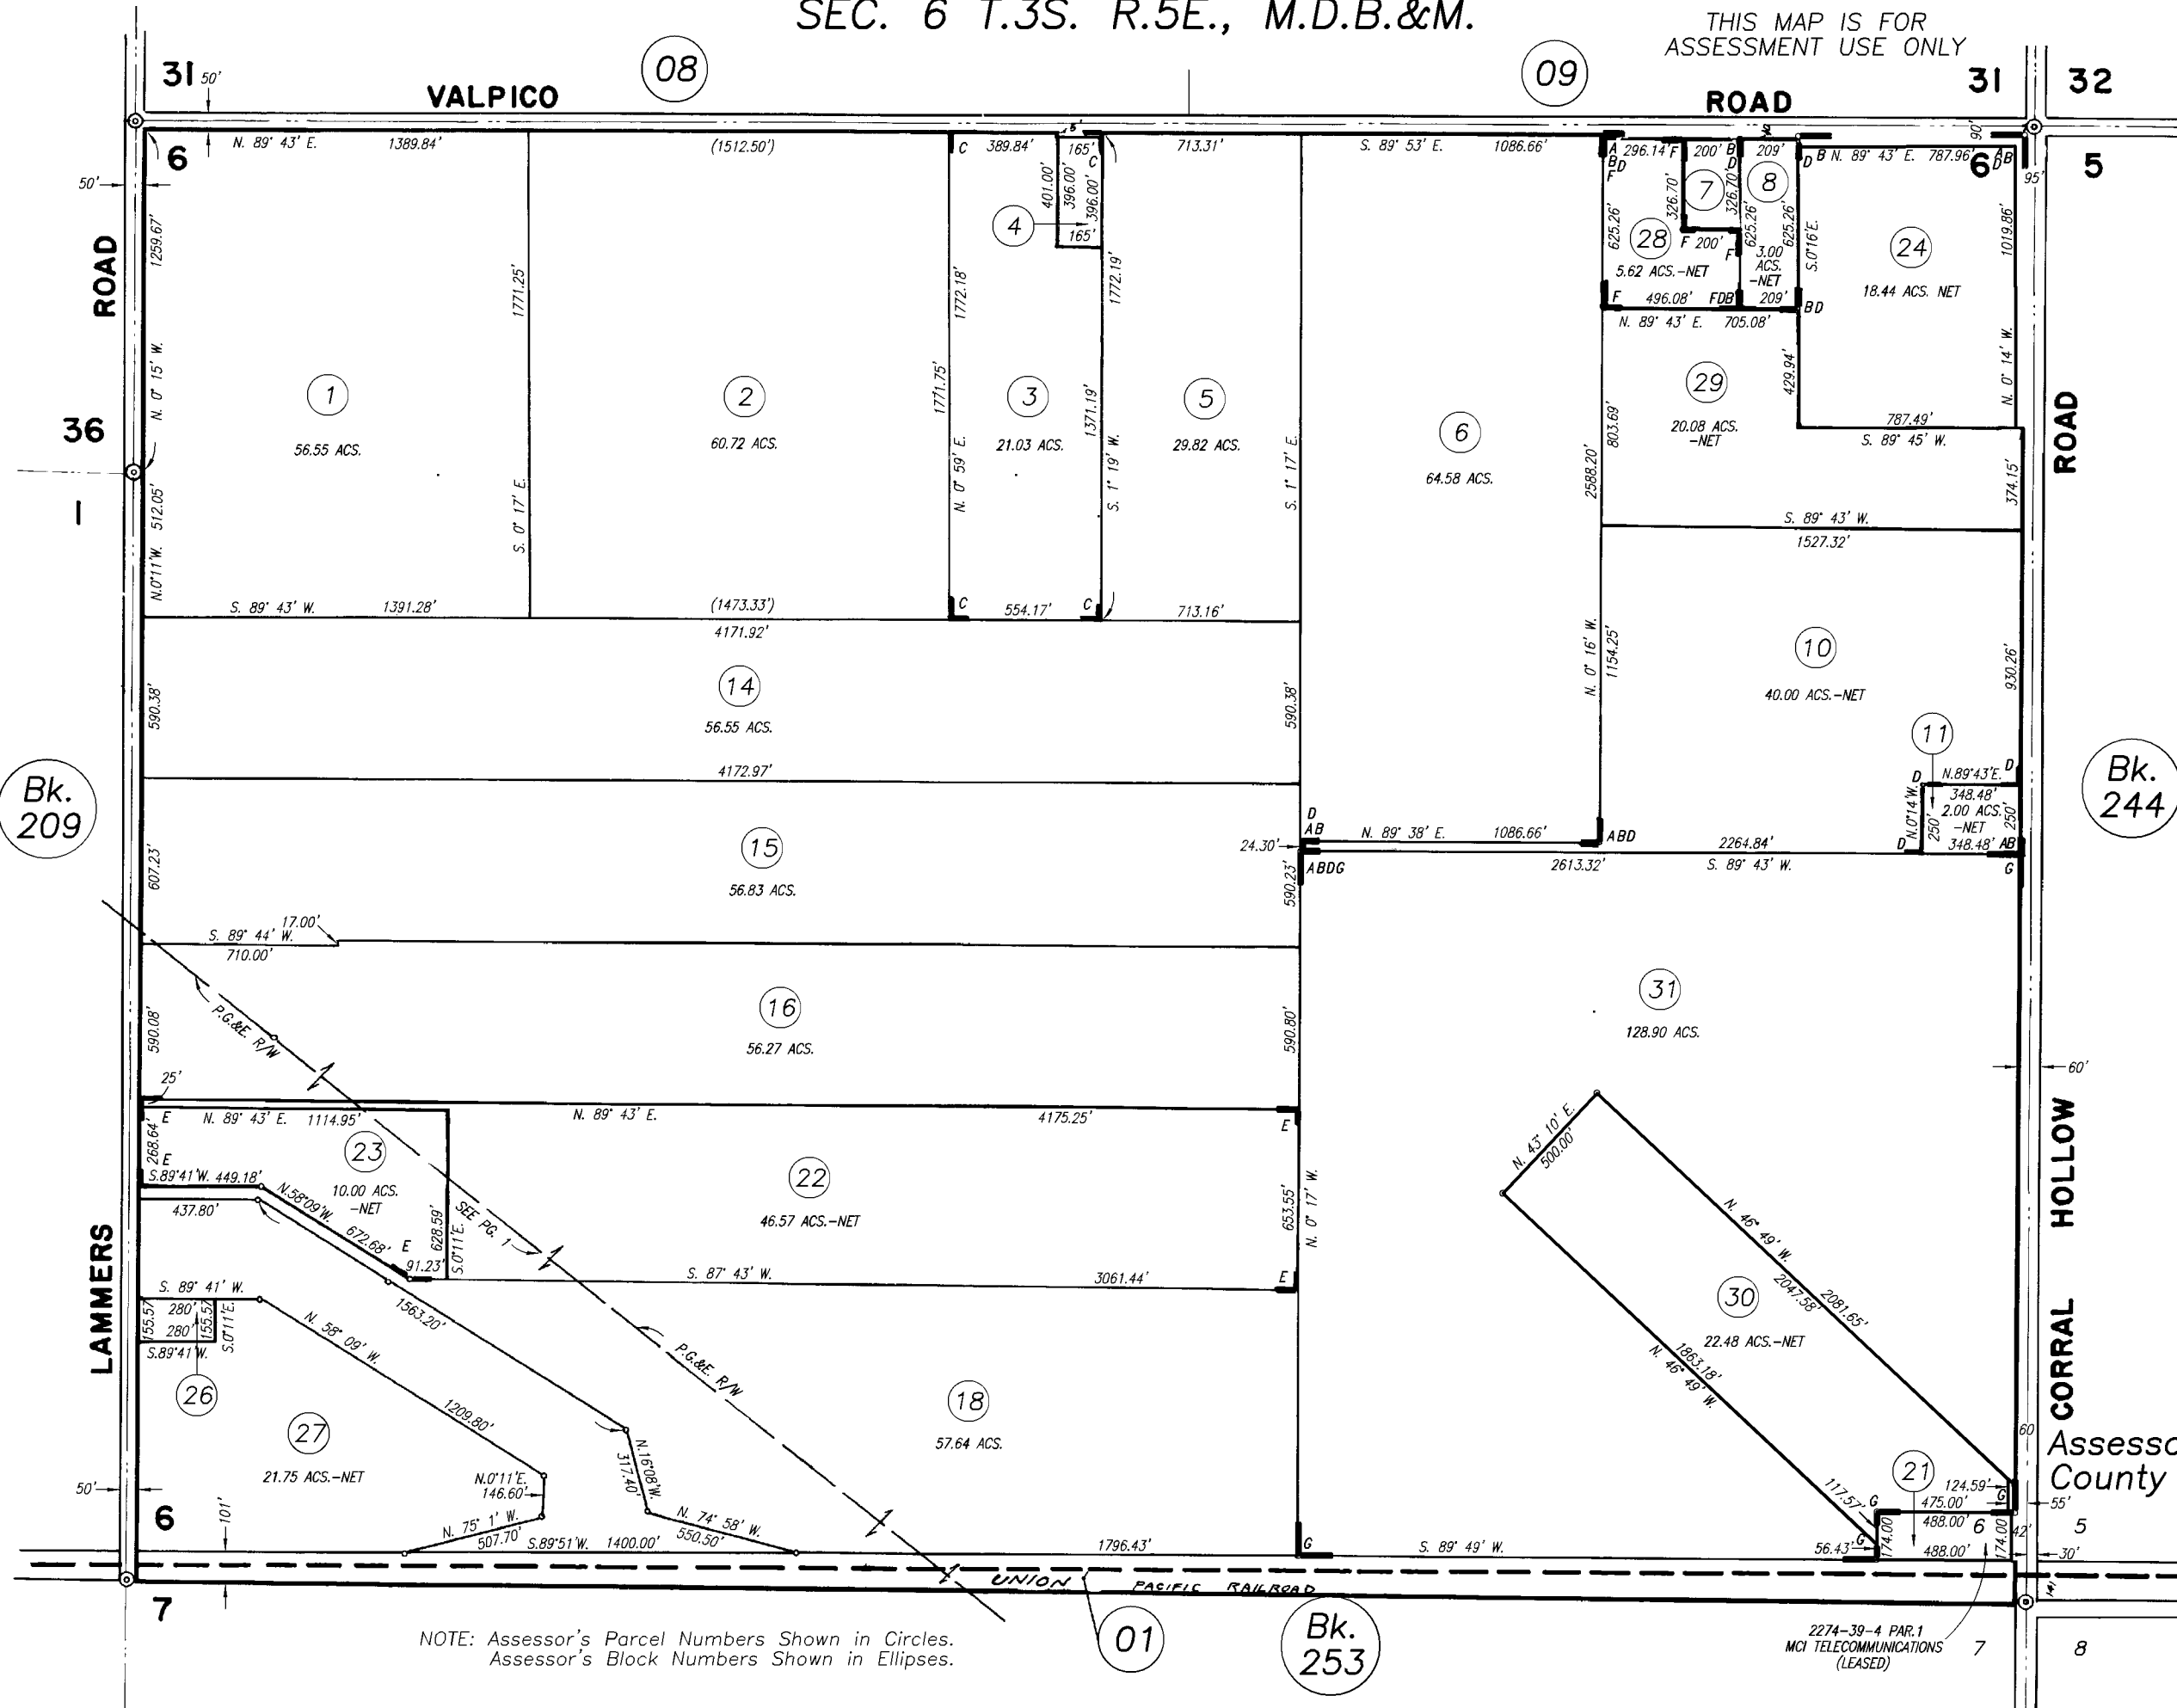 SEC. 6 T.3S. R.5E., M.D.B.&M.
THIS MAP IS FOR
ASSESSMENT USE ONLY
08
09
31
50'
VALPICO
ROAD
31
32
90'
6
N. 89° 43' E.
1389.84'
(1512.50')
C
389.84'
5'
165'
C
713.31'
S. 89° 53' E.
1086.66'
A
BD
F
296.14'
F
200'
B
D
209'
D
B
N. 89° 43' E.
787.96'
A
DB
6
5
95'
50'
ROAD
1259.67'
N. 0° 15' W.
1771.25'
S. 0° 17' E.
1772.18'
1771.75'
N. 0° 59' E.
401.00'
396.00'
396.00'
4
165'
1772.19'
1371.19'
S. 1° 19' W.
S. 1° 17' E.
625.26'
326.70'
7
326.70'
8
625.26'
625.26'
S.0°16'E.
1019.86'
N. 0° 14' W.
28
F
200'
F
3.00
ACS.
-NET
5.62 ACS.-NET
24
18.44 ACS. NET
F
496.08'
FDB
209'
BD
N. 89° 43' E.
705.08'
36
1
56.55 ACS.
2
60.72 ACS.
3
21.03 ACS.
5
29.82 ACS.
6
64.58 ACS.
2588.20'
803.69'
29
20.08 ACS.
-NET
429.94'
787.49'
S. 89° 45' W.
ROAD
374.15'
1
N.0°11'W.
512.05'
S. 89° 43' W.
1527.32'
S. 89° 43' W.
1391.28'
(1473.33')
C
554.17'
C
713.16'
4171.92'
N. 0° 16' W.
1154.25'
10
40.00 ACS.-NET
930.26'
590.38'
14
56.55 ACS.
590.38'
4172.97'
Bk.
209
Bk.
244
11
D
N.89°43'E.
D
348.48'
N.0°14'W.
250'
2.00 ACS.
-NET
250'
D
348.48'
AB
G
D
AB
24.30'
N. 89° 38' E.
1086.66'
ABD
2264.84'
ABDG
2613.32'
S. 89° 43' W.
607.23'
15
56.83 ACS.
590.23'
17.00'
S. 89° 44' W.
710.00'
P.G.&E. R/W
590.08'
16
56.27 ACS.
590.80'
31
128.90 ACS.
60'
25'
E
N. 89° 43' E.
1114.95'
N. 89° 43' E.
4175.25'
E
268.64'
E
23
10.00 ACS.
-NET
S.89°41'W.
449.18'
437.80'
N.58°09'W.
672.68'
E
91.23'
628.59'
S.0°11'E.
SEE PG. 1
22
46.57 ACS.-NET
653.55'
N. 0° 17' W.
S. 87° 43' W.
3061.44'
E
N. 43° 10' E.
500.00'
N. 46° 49' W.
2047.58'
2081.65'
30
22.48 ACS.-NET
1863.18'
N. 46° 49' W.
HOLLOW
CORRAL
LAMMERS
S. 89° 41' W.
155.57
280'
155.57
S.0°11'E.
280'
S.89°41'W.
26
1563.20'
N. 58° 09' W.
1209.80'
27
21.75 ACS.-NET
P.G.&E. R/W
18
57.64 ACS.
N.16°08'W.
317.40'
N.0°11'E.
146.60'
N. 75° 1' W.
507.70'
S.89°51'W.
1400.00'
N. 74° 58' W.
550.50'
1796.43'
G
S. 89° 49' W.
50'
6
101'
60
Assesso
County
21
124.59'
117.57'
G
475.00'
G
55'
488.00'
6
174.00
174.00
42'
5
G
56.43'
488.00'
30'
141
UNION
PACIFIC RAILROAD
7
01
Bk.
253
NOTE: Assessor's Parcel Numbers Shown in Circles.
Assessor's Block Numbers Shown in Ellipses.
2274-39-4 PAR.1
MCI TELECOMMUNICATIONS
(LEASED)
7
8